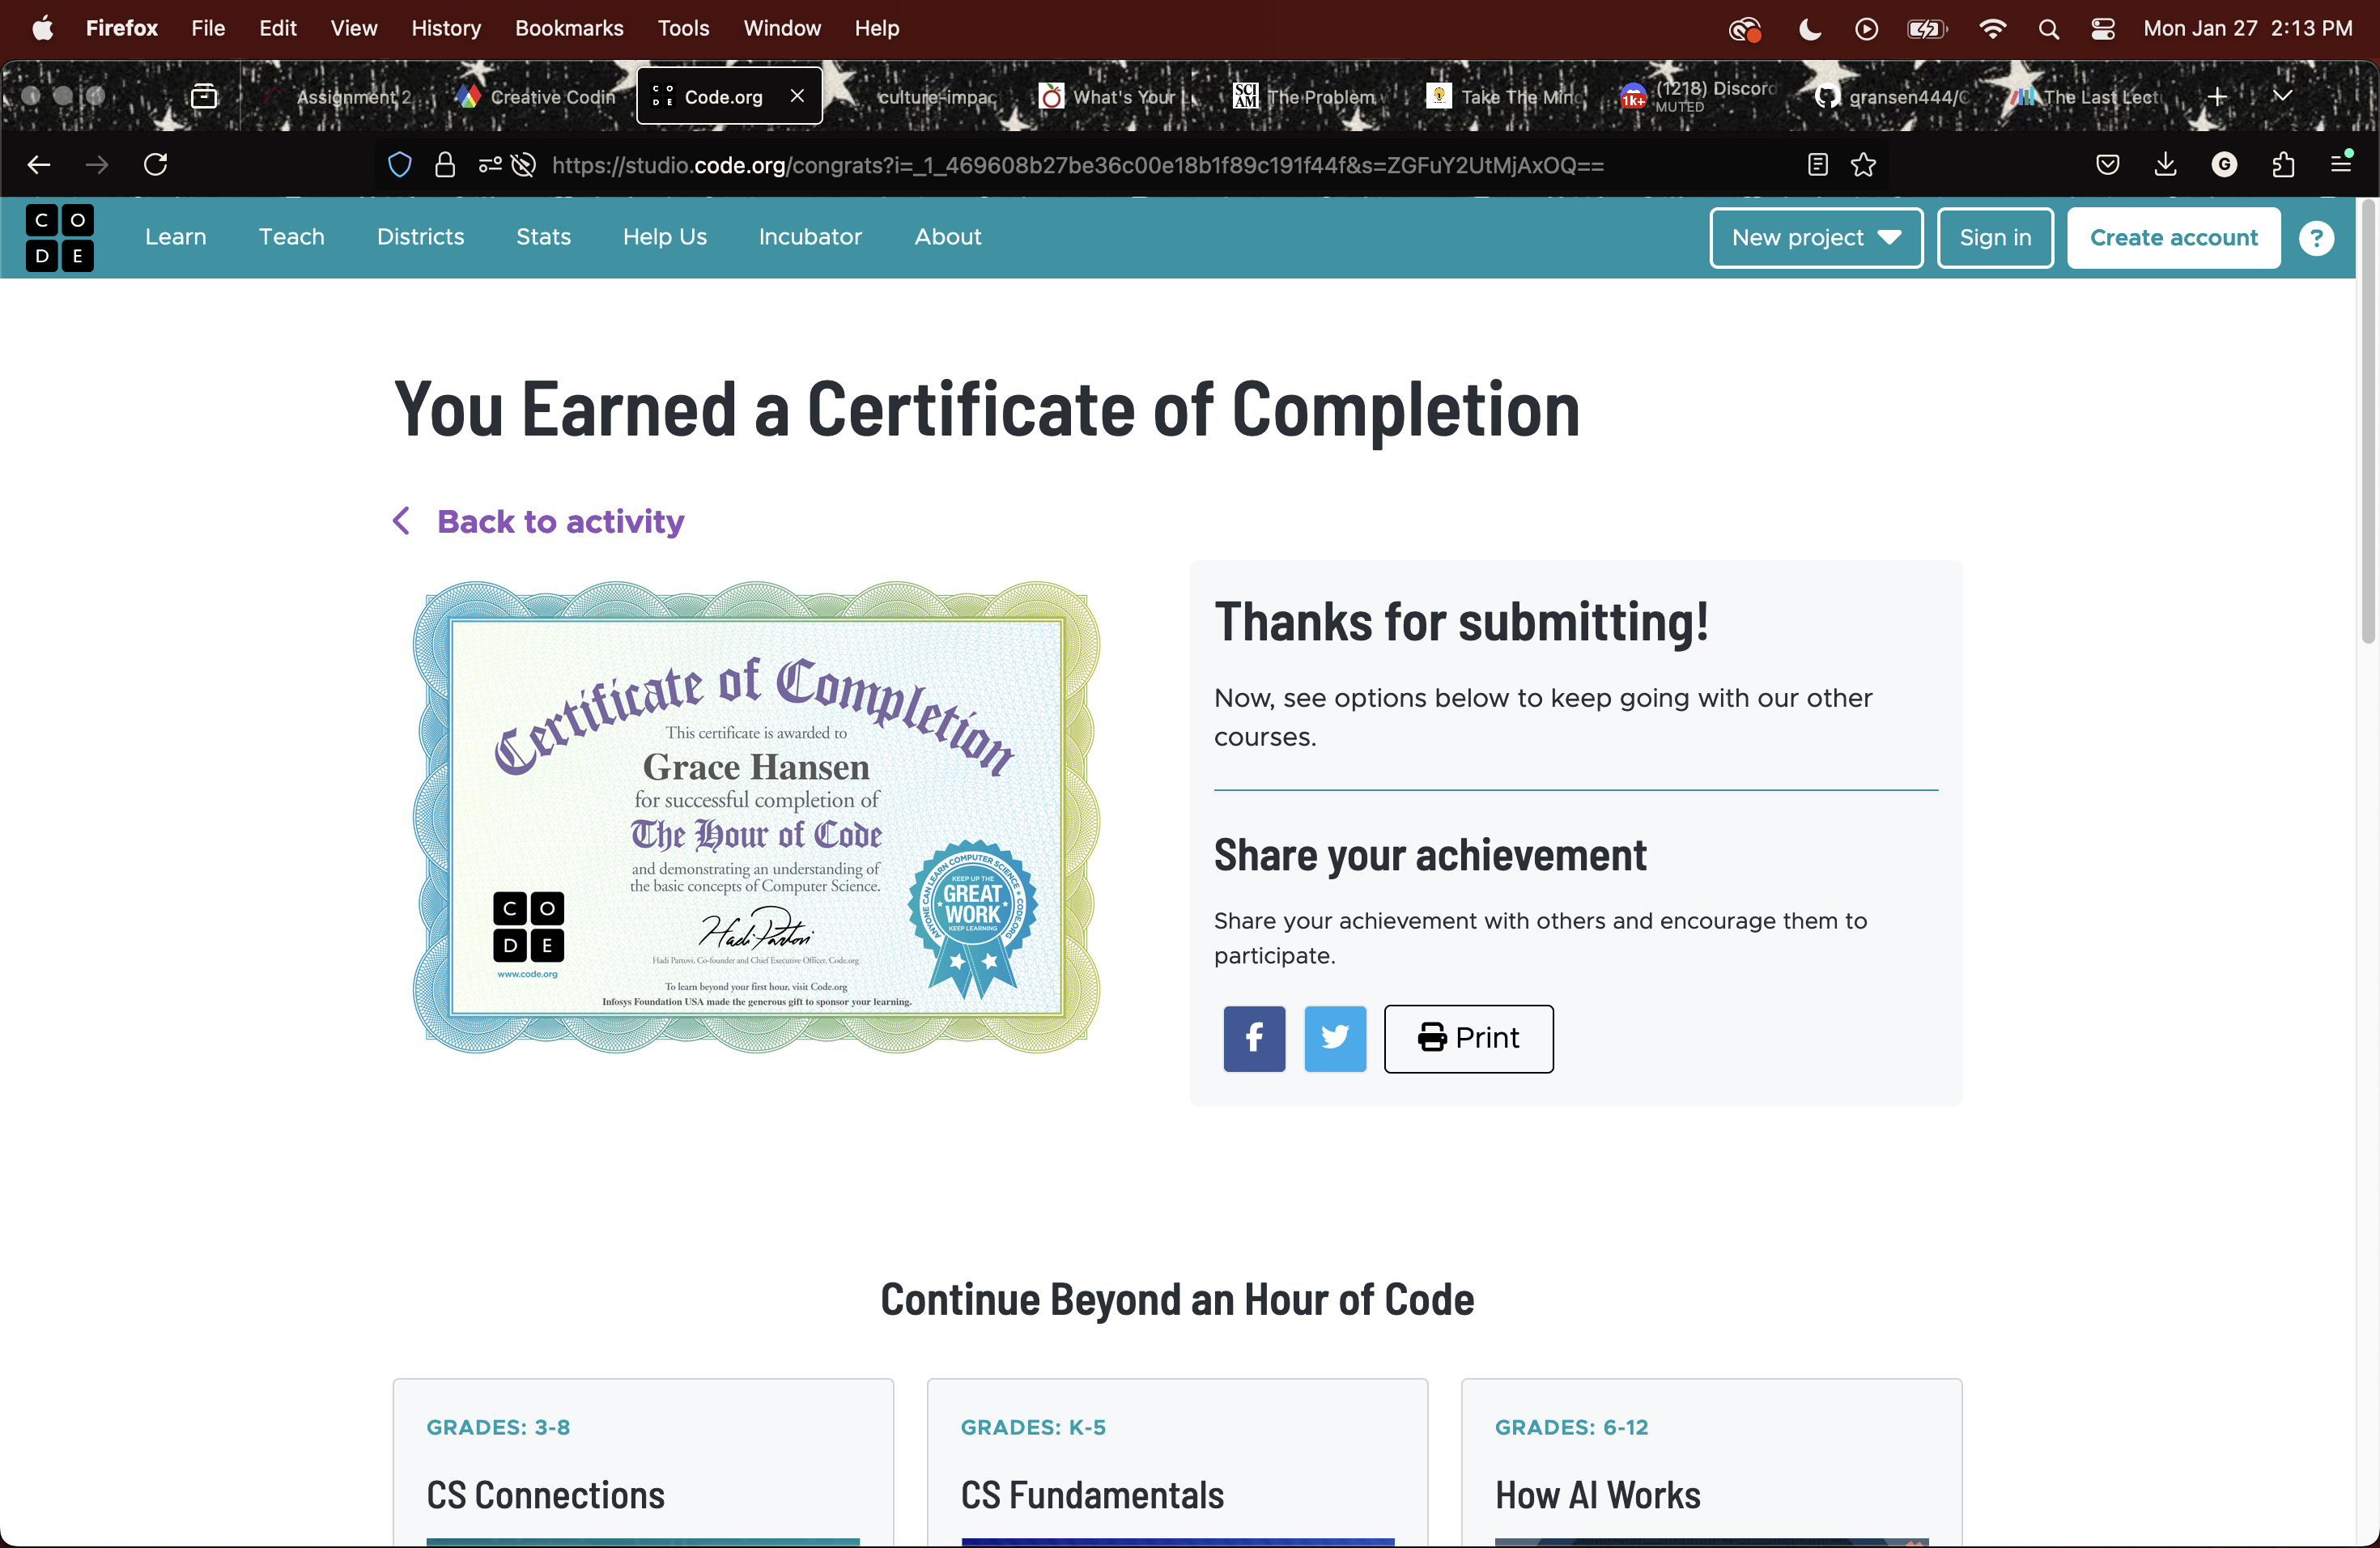 Firefox File Edit View History Bookmarks Tools Window Help Mon Jan 27 2:13 PM
Assignment 2 Creative Codin Code.org culture-impac What's Your The Problem Take The Mind (1218) Discord gransen444/ The Last Lect
MUTED
https://studio.code.org/congrats?i=_1_469608b27be36c00e18b1f89c191f44f&s=ZGFuY2UtMjAxOQ==
CODE Learn Teach Districts Stats Help Us Incubator About New project Sign in Create account ?
You Earned a Certificate of Completion
Back to activity
Certificate of Completion
This certificate is awarded to
Grace Hansen
for successful completion of
The Hour of Code
and demonstrating an understanding of
the basic concepts of Computer Science.
Hadi Partovi
Hadi Partovi, Co-founder and Chief Executive Officer, Code.org
To learn beyond your first hour, visit Code.org
Infosys Foundation USA made the generous gift to sponsor your learning.
CODE
www.code.org
ANYONE CAN LEARN COMPUTER SCIENCE • CODE.ORG
KEEP UP THE
GREAT
WORK
KEEP LEARNING
Thanks for submitting!
Now, see options below to keep going with our other
courses.
Share your achievement
Share your achievement with others and encourage them to
participate.
Print
Continue Beyond an Hour of Code
GRADES: 3-8
CS Connections
GRADES: K-5
CS Fundamentals
GRADES: 6-12
How AI Works